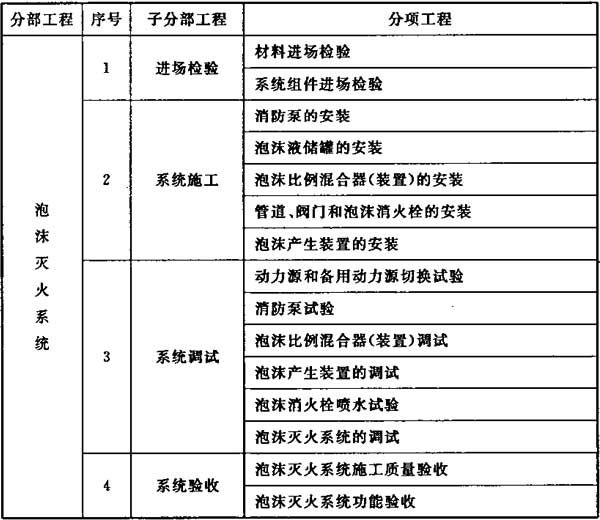 分部工程 序号 子分部工程 分项工程
泡沫灭火系统
1 进场检验
材料进场检验
系统组件进场检验
2 系统施工
消防泵的安装
泡沫液储罐的安装
泡沫比例混合器(装置)的安装
管道、阀门和泡沫消火栓的安装
泡沫产生装置的安装
3 系统调试
动力源和备用动力源切换试验
消防泵试验
泡沫比例混合器(装置)调试
泡沫产生装置的调试
泡沫消火栓喷水试验
泡沫灭火系统的调试
4 系统验收
泡沫灭火系统施工质量验收
泡沫灭火系统功能验收